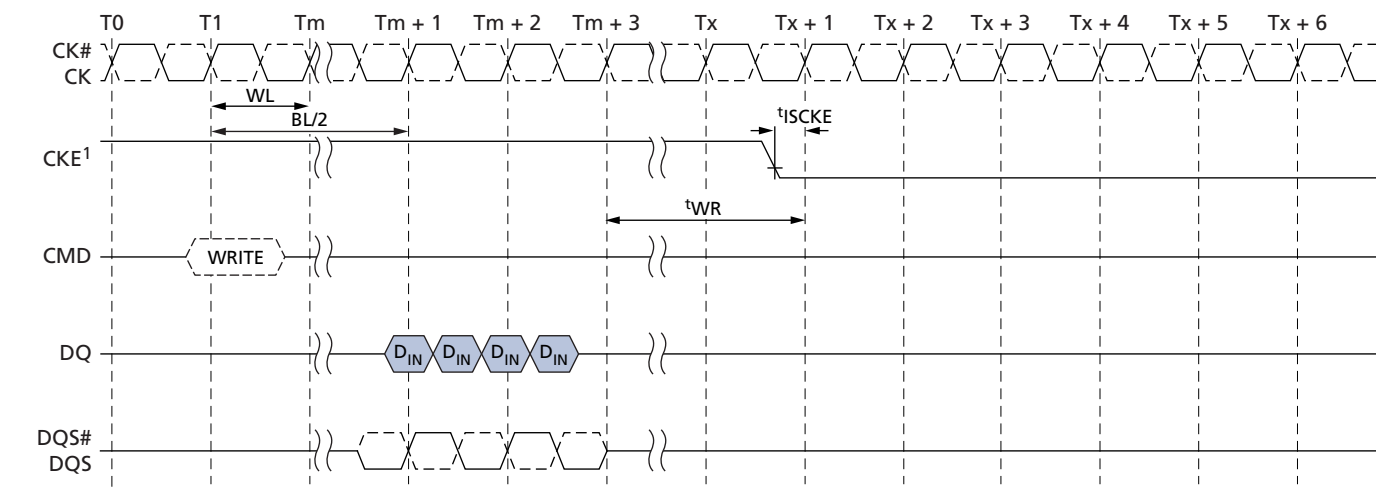 T0 T1 Tm Tm + 1 Tm + 2 Tm + 3 Tx Tx + 1 Tx + 2 Tx + 3 Tx + 4 Tx + 5 Tx + 6
CK#
CK
WL
BL/2
tISCKE
CKE1
tWR
CMD WRITE
DQ DIN DIN DIN DIN
DQS#
DQS